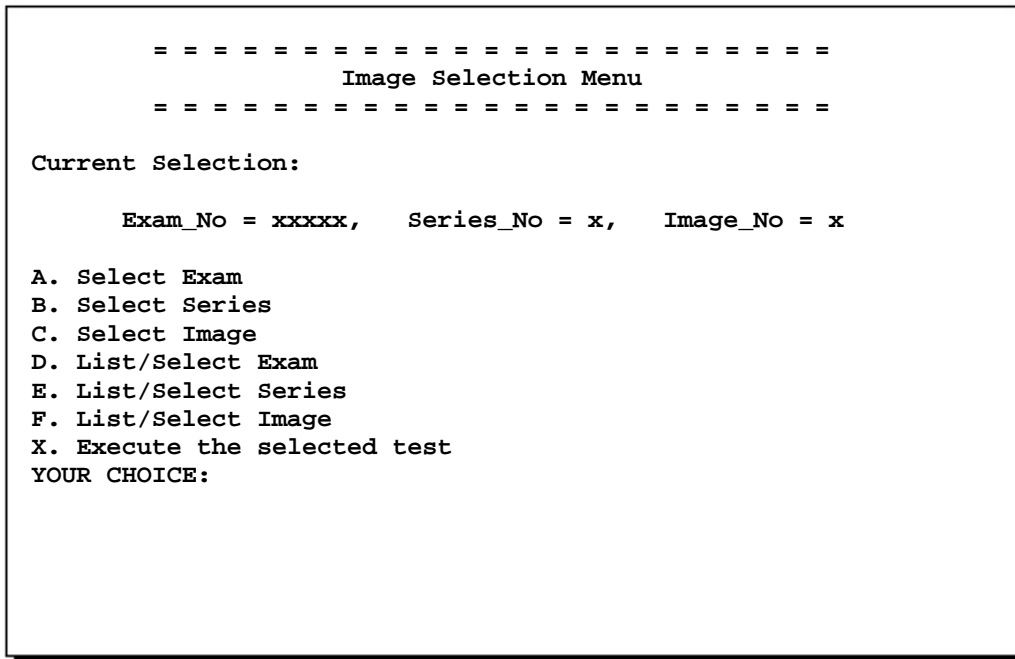 = = = = = = = = = = = = = = = = = = = = = = =
Image Selection Menu
= = = = = = = = = = = = = = = = = = = = = = =
Current Selection:
Exam_No = xxxxx, Series_No = x, Image_No = x
A. Select Exam
B. Select Series
C. Select Image
D. List/Select Exam
E. List/Select Series
F. List/Select Image
X. Execute the selected test
YOUR CHOICE: